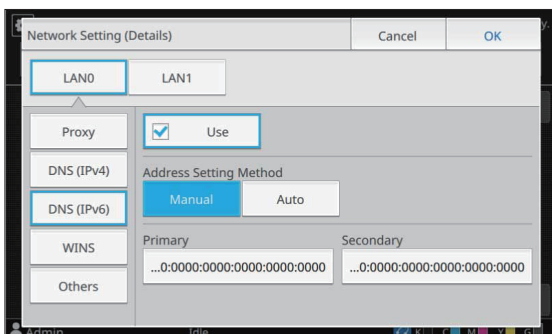 Network Setting (Details)
Cancel
OK
LAN0
LAN1
Proxy
DNS (IPv4)
DNS (IPv6)
WINS
Others
Use
Address Setting Method
Manual
Auto
Primary
Secondary
...0:0000:0000:0000:0000:0000
...0:0000:0000:0000:0000:0000
Admin
Idle
K
C
M
Y
G